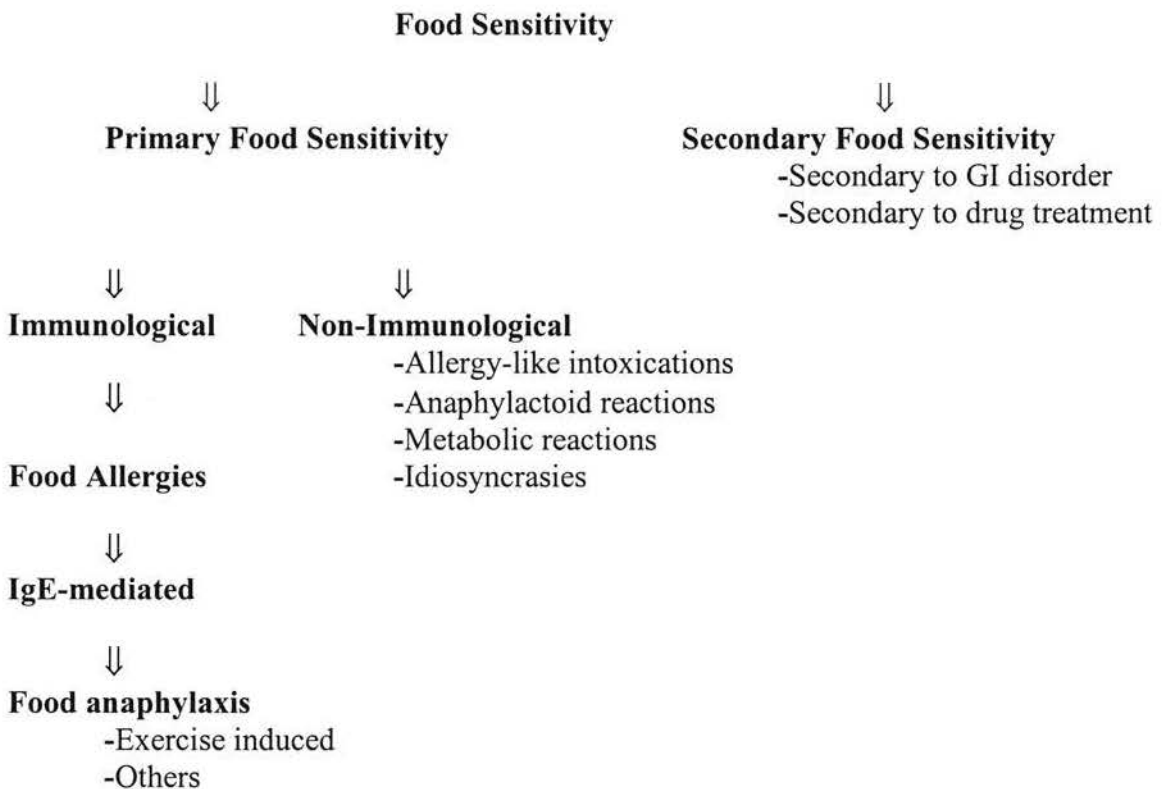 Food Sensitivity
⇓ ⇓
Primary Food Sensitivity Secondary Food Sensitivity
-Secondary to GI disorder
-Secondary to drug treatment
⇓ ⇓
Immunological Non-Immunological
-Allergy-like intoxications
⇓ -Anaphylactoid reactions
-Metabolic reactions
Food Allergies -Idiosyncrasies
⇓
IgE-mediated
⇓
Food anaphylaxis
-Exercise induced
-Others